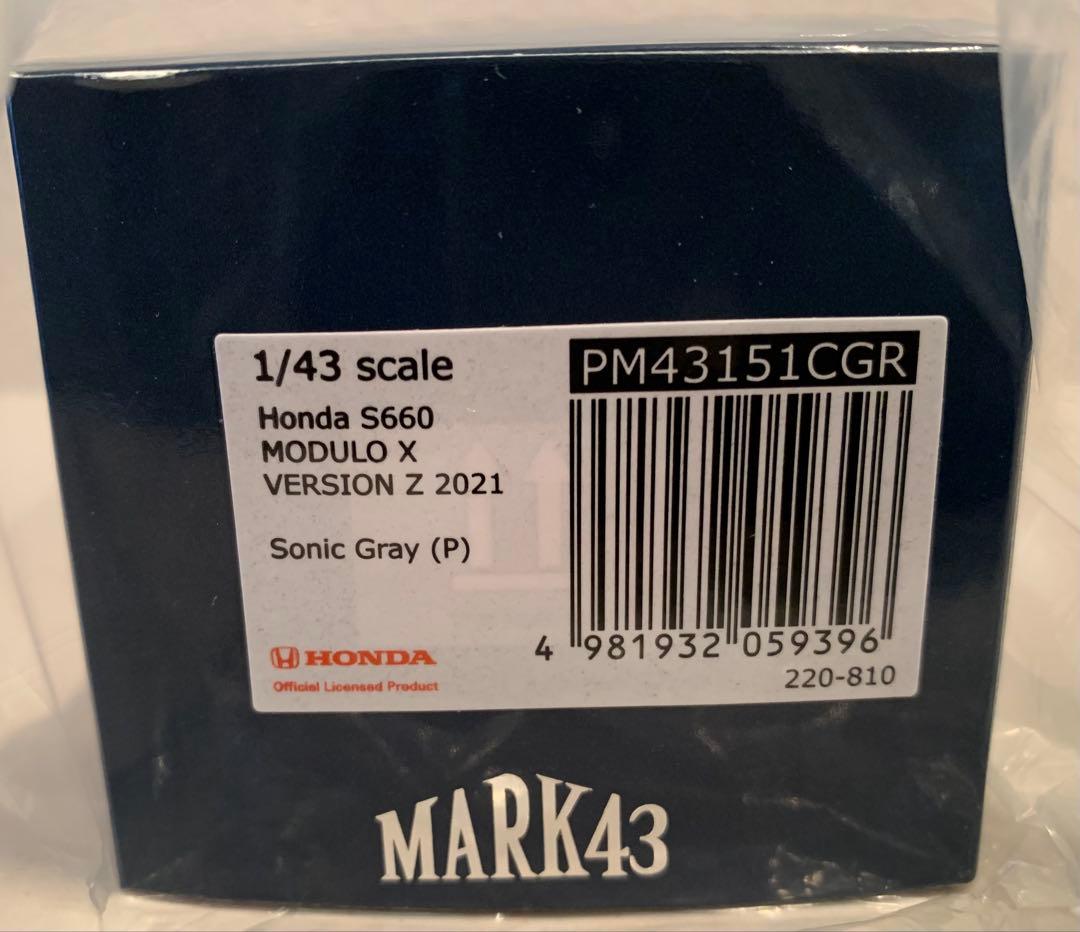 1/43 scale
PM43151CGR
Honda S660
MODULO X
VERSION Z 2021
Sonic Gray (P)
HONDA
Official Licensed Product
4 981932 059396
220-810
MARK43